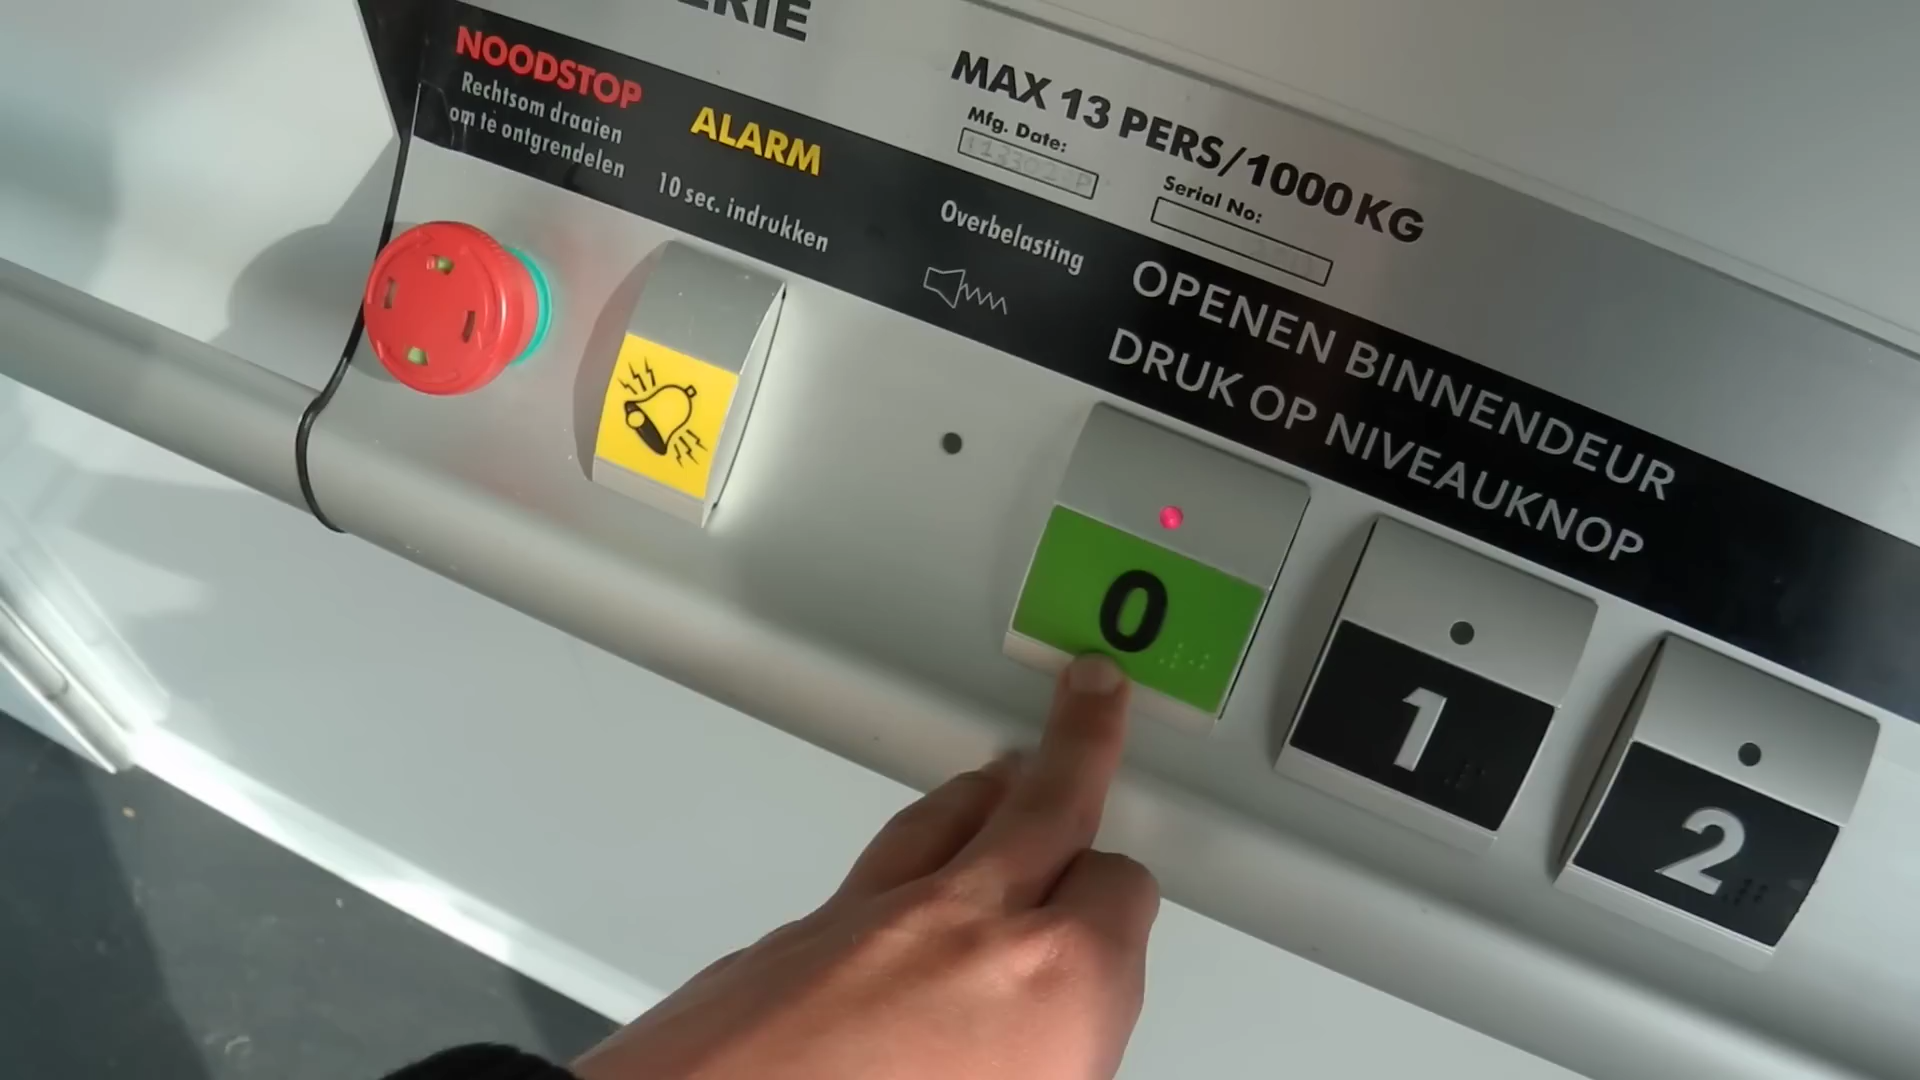 ERIE
NOODSTOP
Rechtsom draaien
om te ontgrendelen
ALARM
10 sec. indrukken
MAX 13 PERS/1000 KG
Mfg. Date:
Serial No:
Overbelasting
OPENEN BINNENDEUR
DRUK OP NIVEAUKNOP
0
1
2